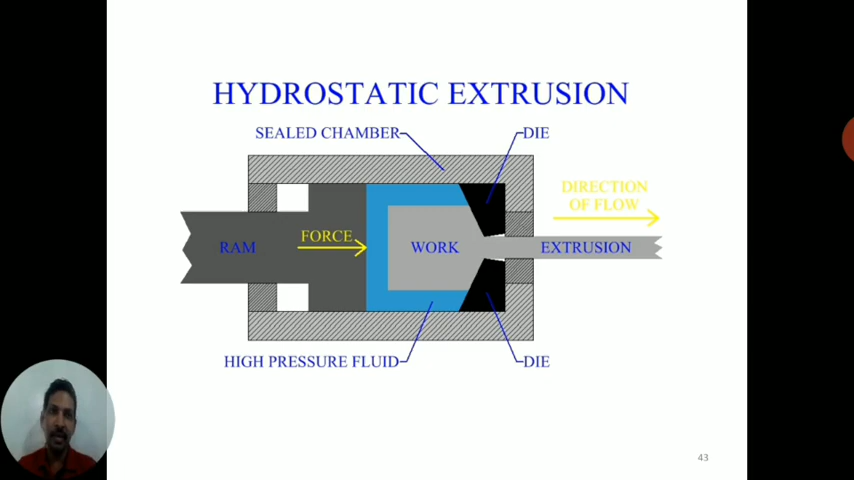 HYDROSTATIC EXTRUSION
SEALED CHAMBER
DIE
DIRECTION
OF FLOW
FORCE
RAM
WORK
EXTRUSION
HIGH PRESSURE FLUID
DIE
43